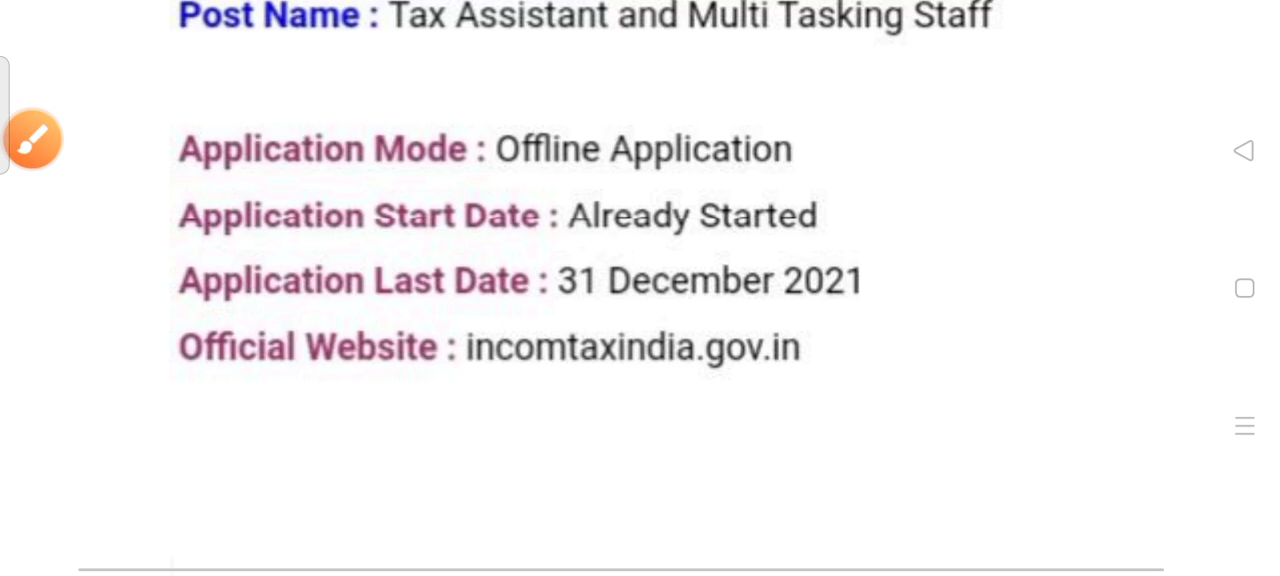 Post Name : Tax Assistant and Multi Tasking Staff
Application Mode : Offline Application
Application Start Date : Already Started
Application Last Date : 31 December 2021
Official Website : incomtaxindia.gov.in